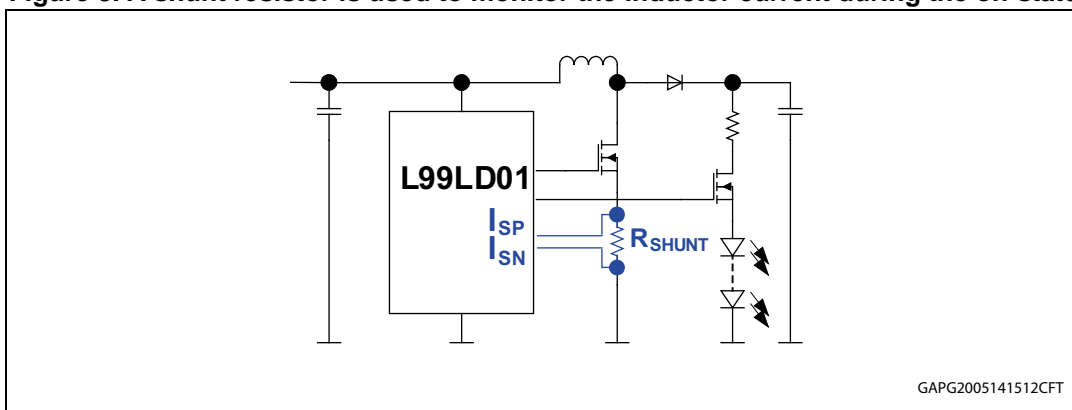 Figure 3. A shunt resistor is used to monitor the inductor current during the on-state
L99LD01
ISP
ISN
RSHUNT
GAPG2005141512CFT